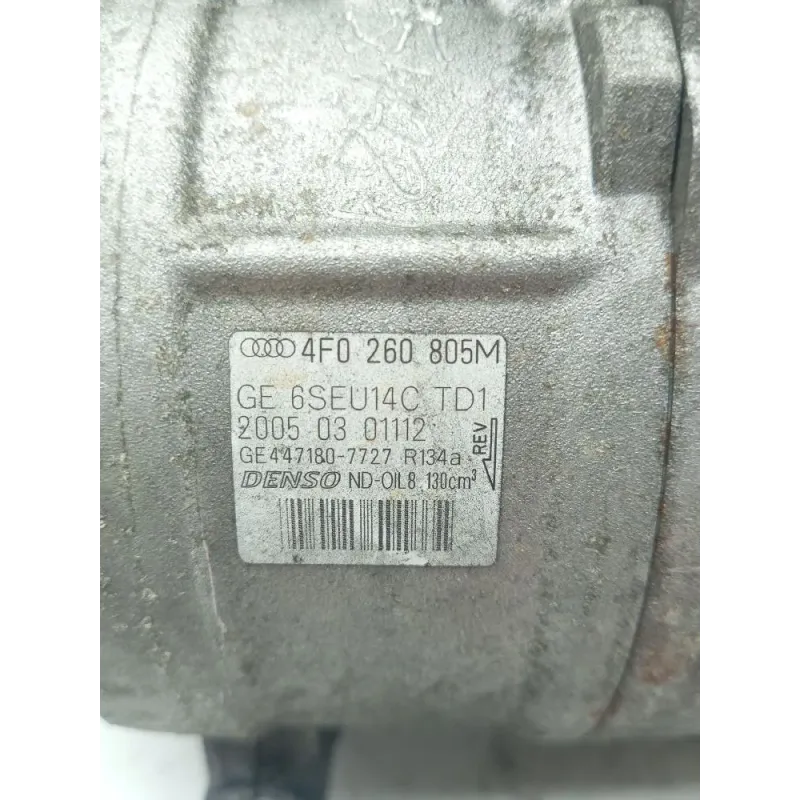 4F0 260 805M
GE 6SEU14C TD1
2005 03 01112
REV
GE447180-7727 R134a
DENSO ND-OIL8 130cm³